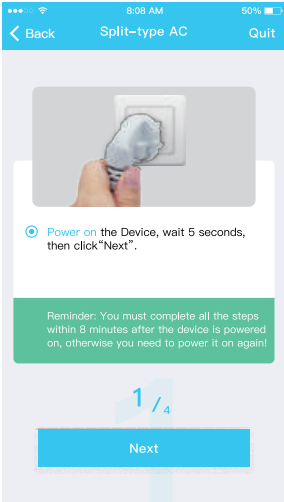 8:08 AM
50%
Back
Split-type AC
Quit
Power on the Device, wait 5 seconds,
then click“Next”.
Reminder: You must complete all the steps
within 8 minutes after the device is powered
on, otherwise you need to power it on again!
1/4
Next